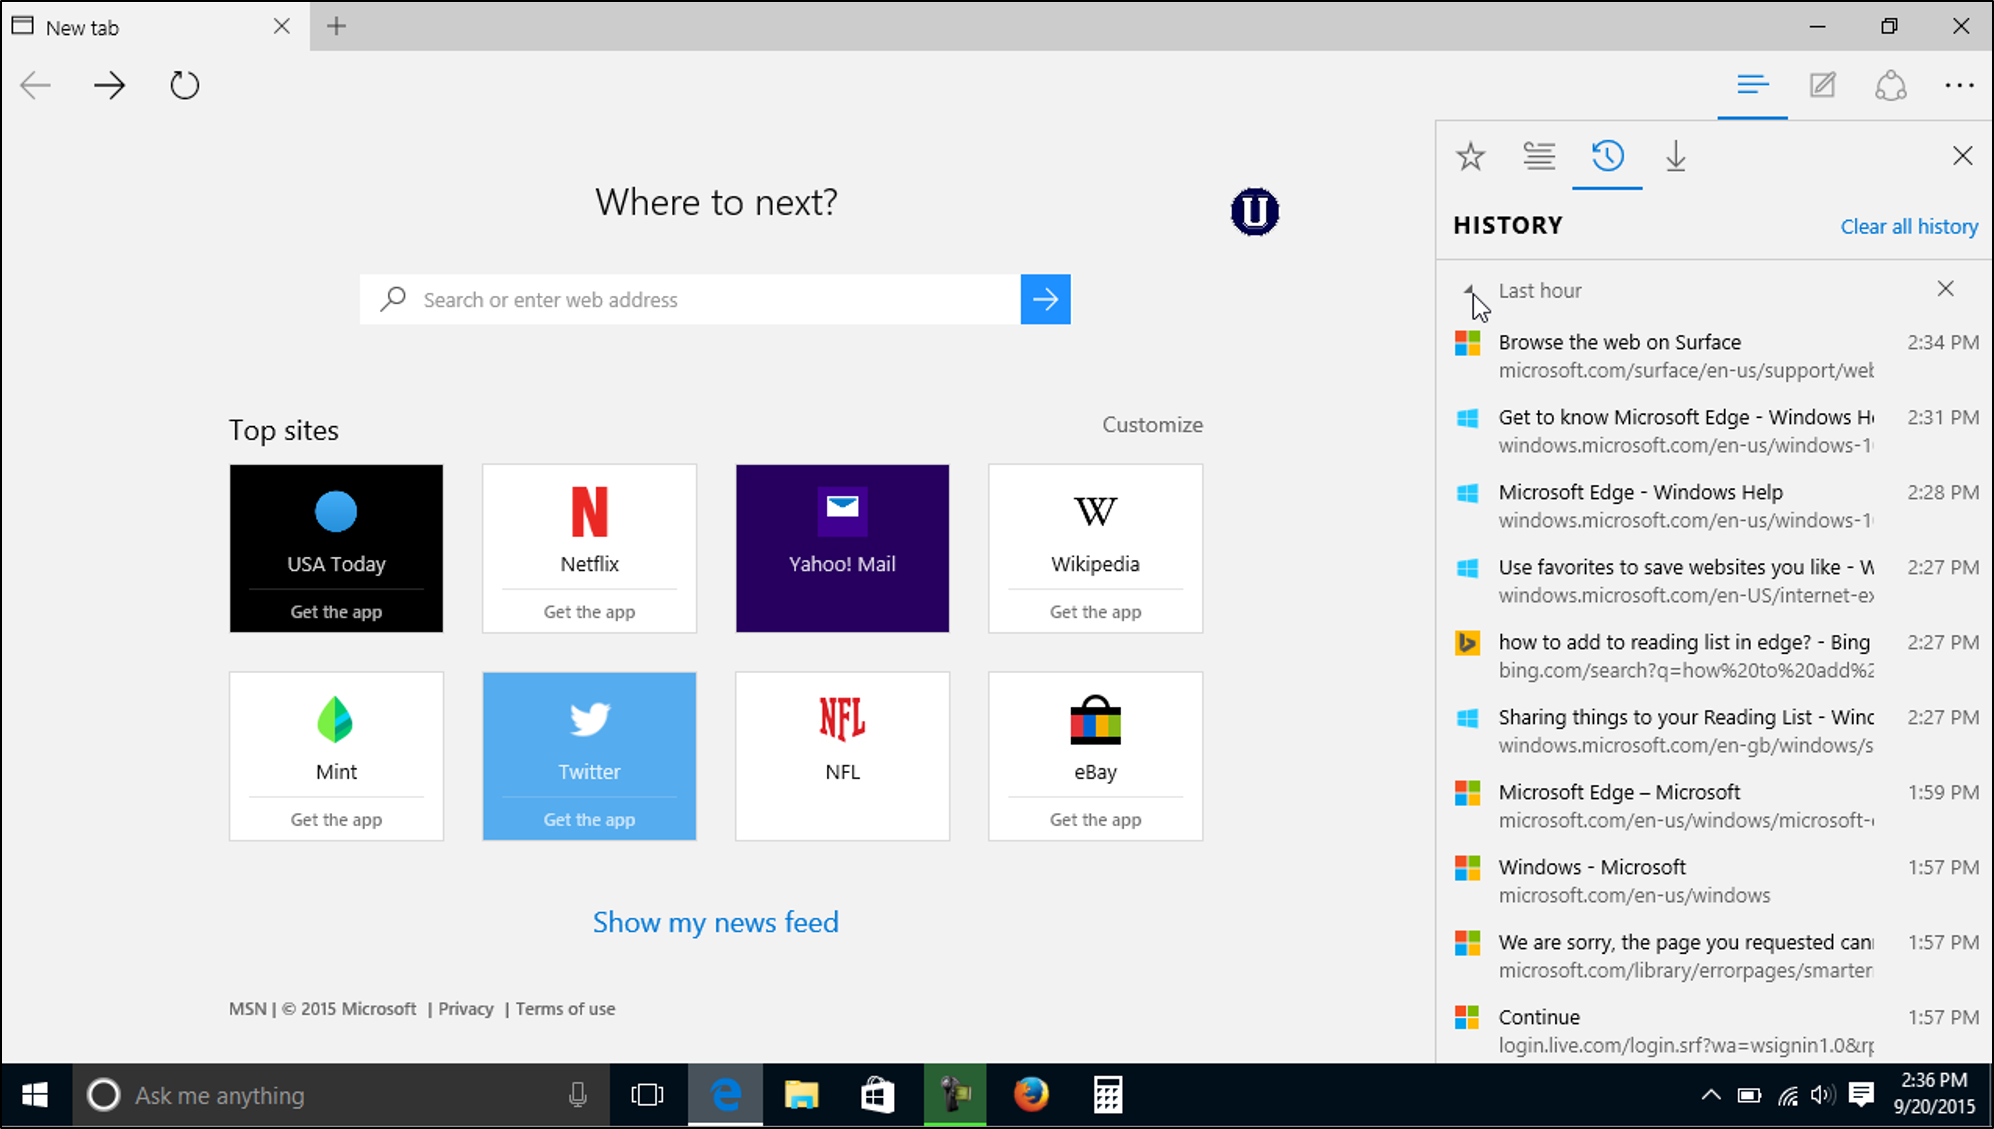 New tab
Where to next?
U
Search or enter web address
Top sites
Customize
USA Today
Get the app
N
Netflix
Get the app
Yahoo! Mail
W
Wikipedia
Get the app
Mint
Get the app
Twitter
Get the app
NFL
NFL
eBay
Get the app
Show my news feed
MSN | © 2015 Microsoft | Privacy | Terms of use
HISTORY
Clear all history
Last hour
Browse the web on Surface 2:34 PM
microsoft.com/surface/en-us/support/web
Get to know Microsoft Edge - Windows He 2:31 PM
windows.microsoft.com/en-us/windows-1
Microsoft Edge - Windows Help 2:28 PM
windows.microsoft.com/en-us/windows-1
Use favorites to save websites you like - W 2:27 PM
windows.microsoft.com/en-US/internet-ex
how to add to reading list in edge? - Bing 2:27 PM
bing.com/search?q=how%20to%20add%2
Sharing things to your Reading List - Winc 2:27 PM
windows.microsoft.com/en-gb/windows/s
Microsoft Edge – Microsoft 1:59 PM
microsoft.com/en-us/windows/microsoft-
Windows - Microsoft 1:57 PM
microsoft.com/en-us/windows
We are sorry, the page you requested can 1:57 PM
microsoft.com/library/errorpages/smarter
Continue 1:57 PM
login.live.com/login.srf?wa=wsignin1.0&rp
Ask me anything
2:36 PM
9/20/2015